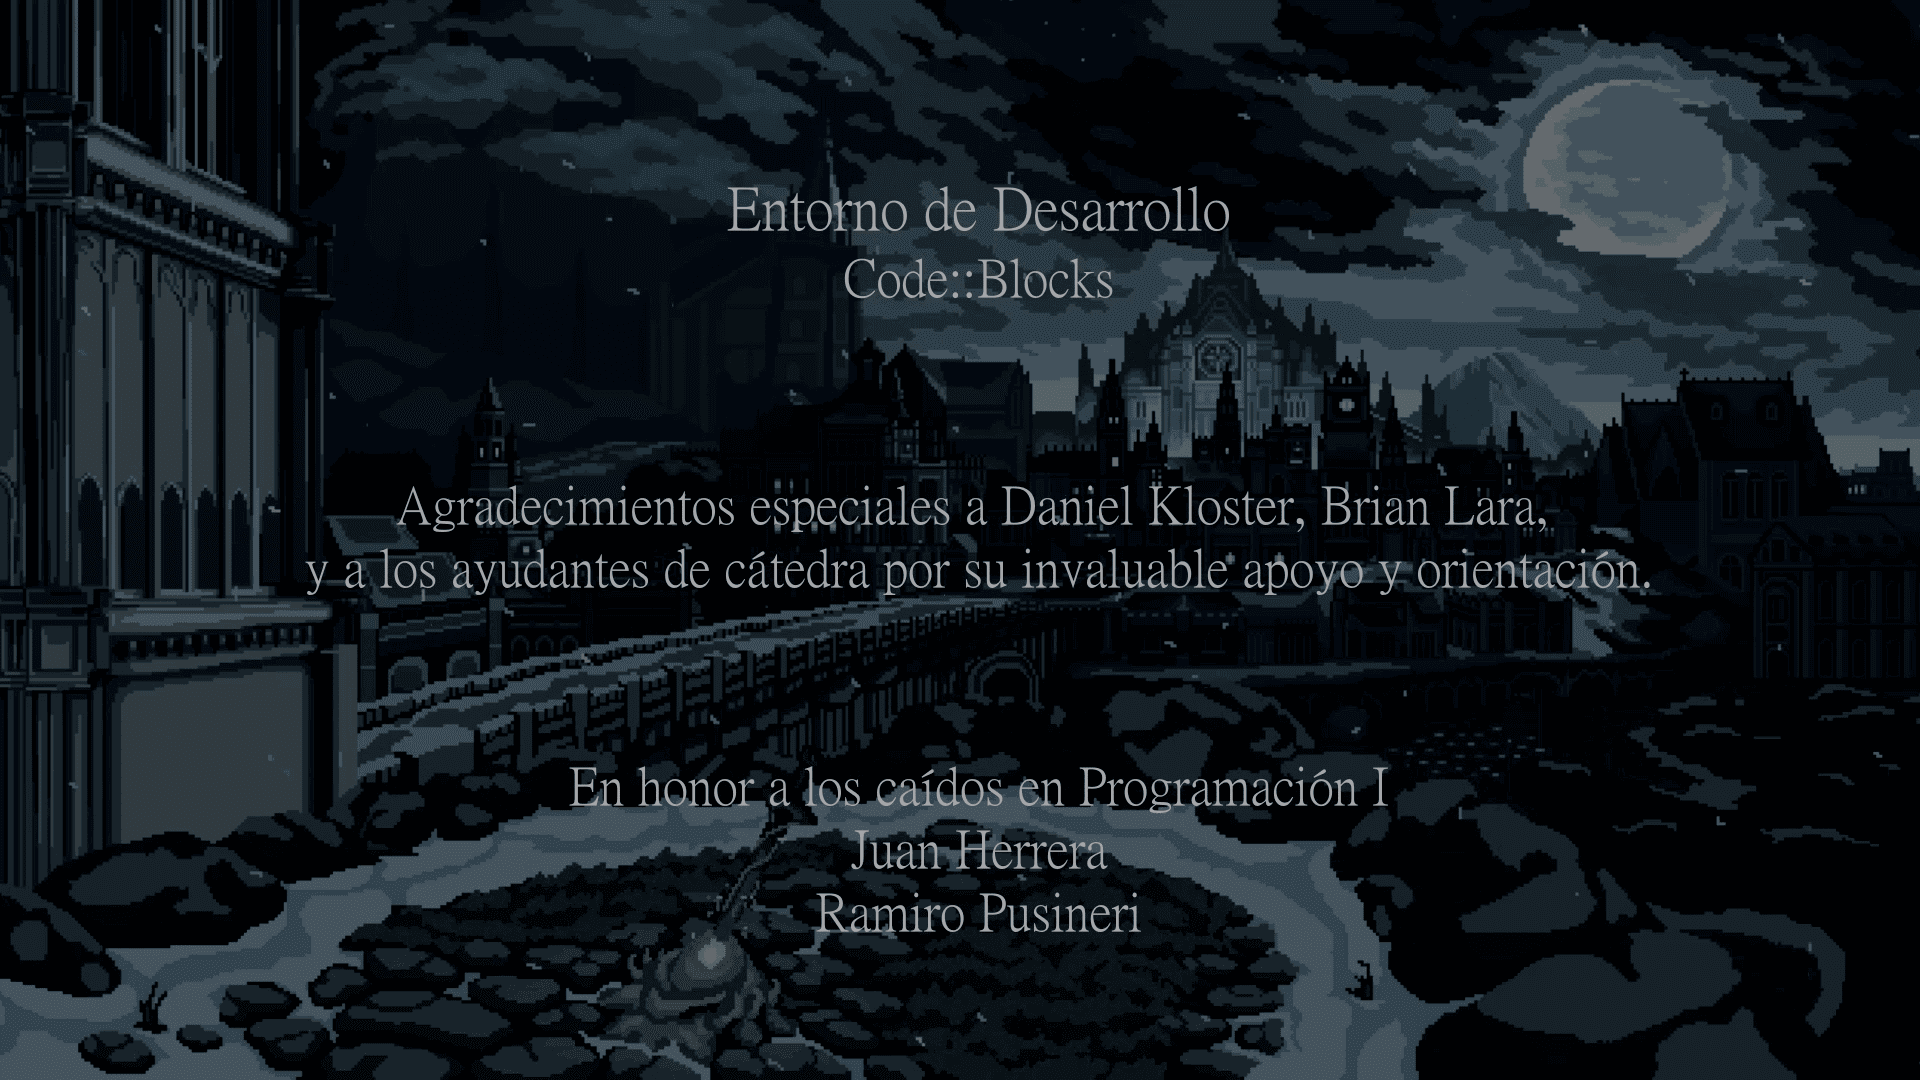 Entorno de Desarrollo
Code::Blocks
Agradecimientos especiales a Daniel Kloster, Brian Lara,
y a los ayudantes de cátedra por su invaluable apoyo y orientación.
En honor a los caídos en Programación I
Juan Herrera
Ramiro Pusineri